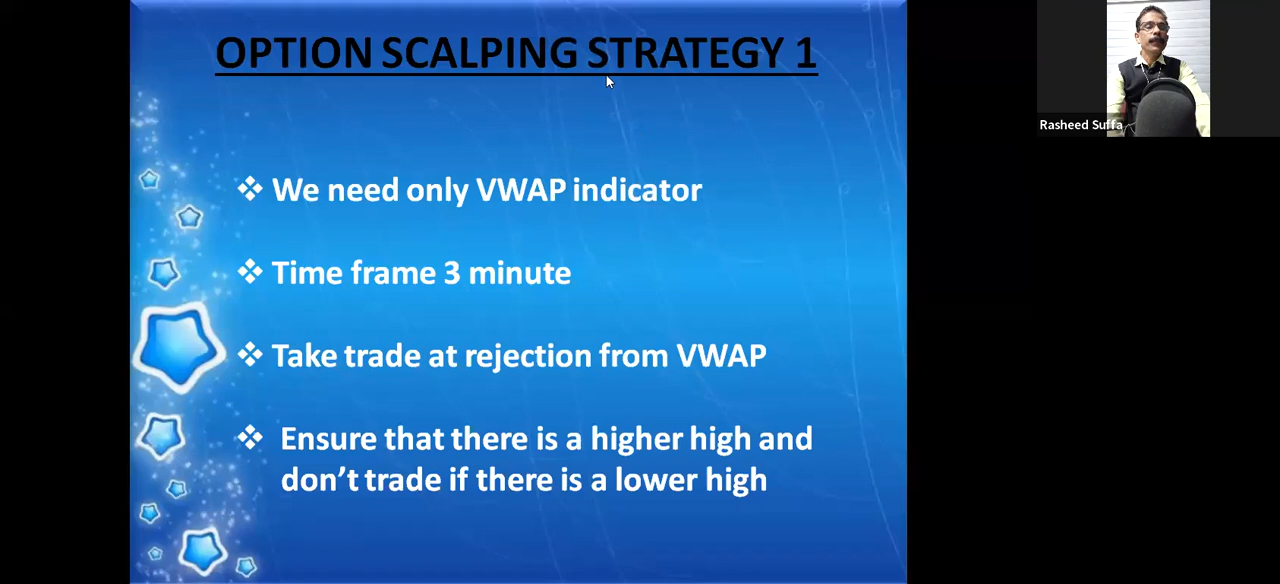 OPTION SCALPING STRATEGY 1
Rasheed Suffa
❖ We need only VWAP indicator
❖ Time frame 3 minute
❖ Take trade at rejection from VWAP
❖ Ensure that there is a higher high and
don’t trade if there is a lower high